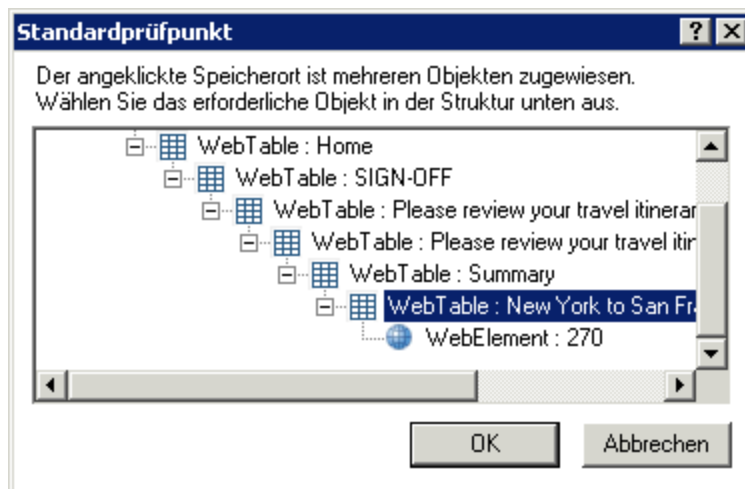 Standardprüfpunkt
Der angeklickte Speicherort ist mehreren Objekten zugewiesen.
Wählen Sie das erforderliche Objekt in der Struktur unten aus.
WebTable : Home
WebTable : SIGN-OFF
WebTable : Please review your travel itinerar
WebTable : Please review your travel itir
WebTable : Summary
WebTable : New York to San Fr
WebElement : 270
OK Abbrechen